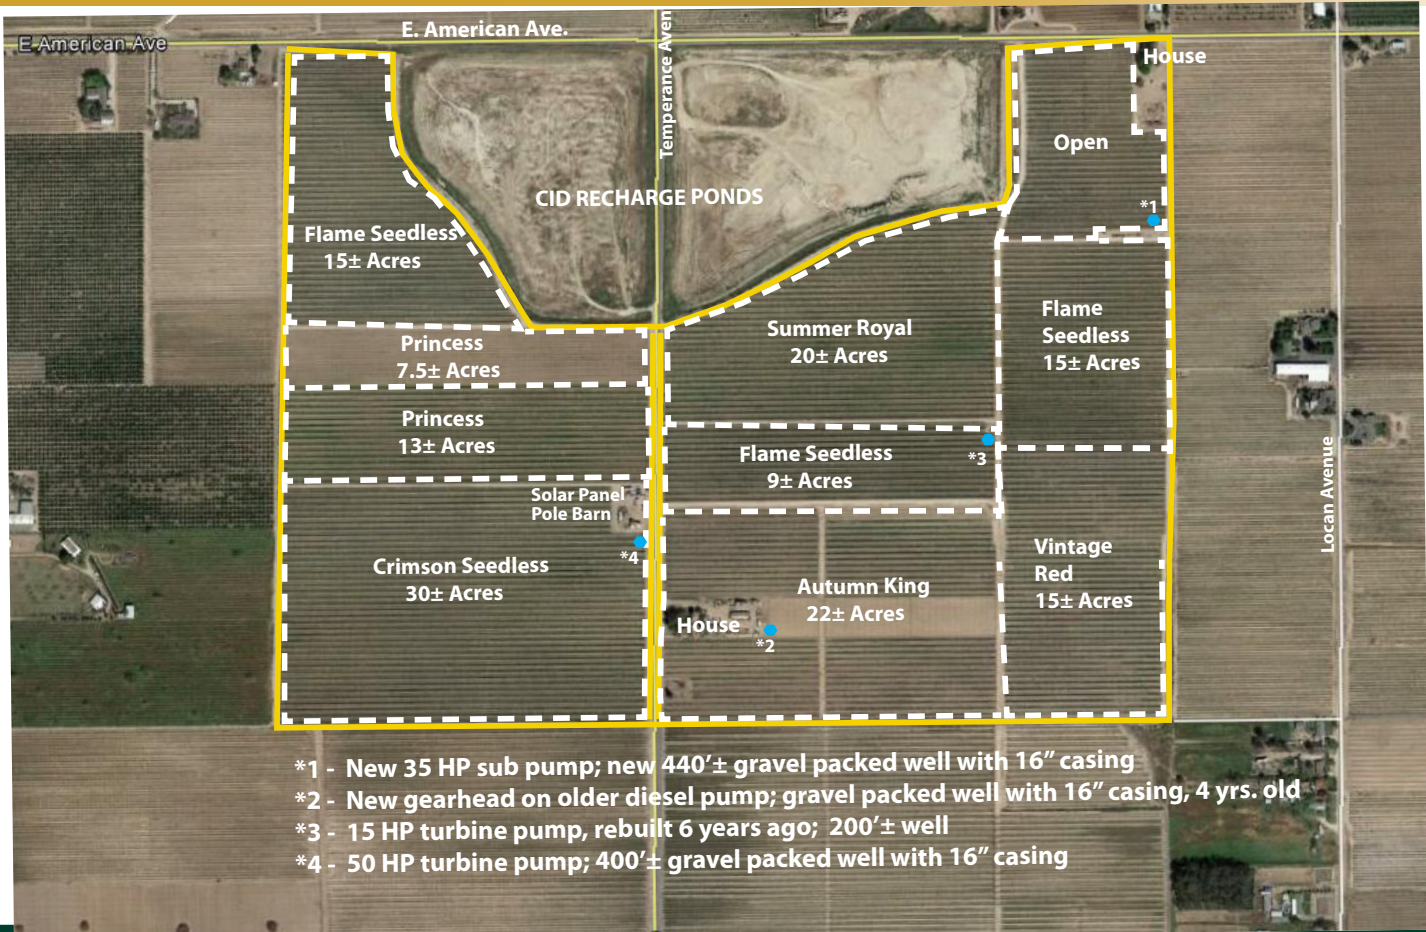 E. American Ave.
E American Ave
Temperance Aven
House
Open
*1
CID RECHARGE PONDS
Flame Seedless
15± Acres
Flame
Seedless
15± Acres
Summer Royal
20± Acres
Princess
7.5± Acres
Princess
13± Acres
Flame Seedless
9± Acres
*3
Solar Panel
Pole Barn
*4
Crimson Seedless
30± Acres
Vintage
Red
15± Acres
Autumn King
22± Acres
House
*2
Locan Avenue
*1 - New 35 HP sub pump; new 440’± gravel packed well with 16” casing
*2 - New gearhead on older diesel pump; gravel packed well with 16” casing, 4 yrs. old
*3 - 15 HP turbine pump, rebuilt 6 years ago; 200’± well
*4 - 50 HP turbine pump; 400’± gravel packed well with 16” casing